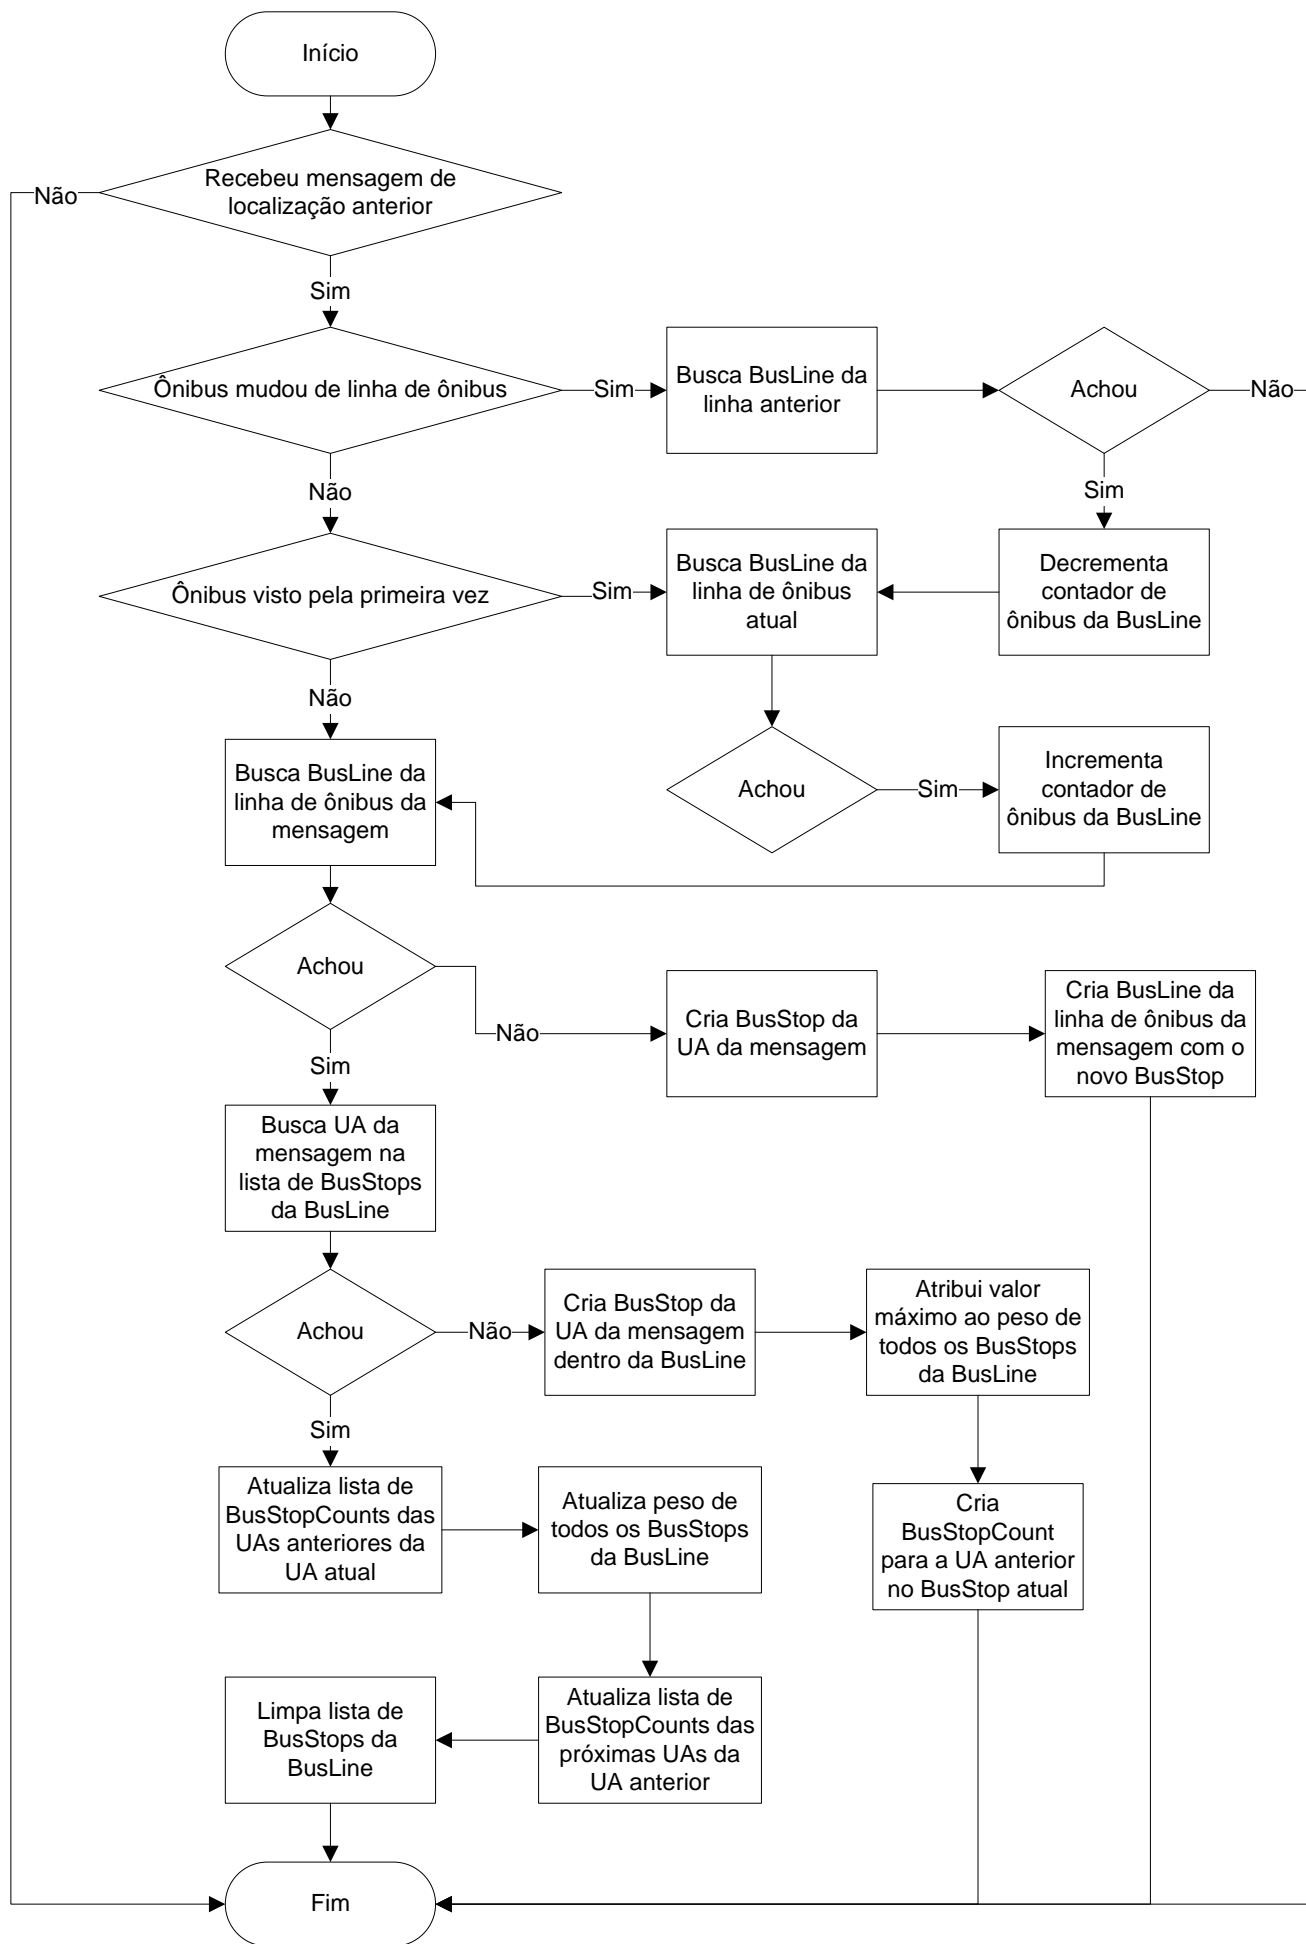 Início
Recebeu mensagem de
localização anterior
Não
Sim
Ônibus mudou de linha de ônibus
Sim
Busca BusLine da
linha anterior
Achou
Não
Não
Sim
Ônibus visto pela primeira vez
Sim
Busca BusLine da
linha de ônibus
atual
Decrementa
contador de
ônibus da BusLine
Não
Busca BusLine da
linha de ônibus da
mensagem
Achou
Sim
Incrementa
contador de
ônibus da BusLine
Achou
Não
Cria BusStop da
UA da mensagem
Cria BusLine da
linha de ônibus da
mensagem com o
novo BusStop
Sim
Busca UA da
mensagem na
lista de BusStops
da BusLine
Achou
Não
Cria BusStop da
UA da mensagem
dentro da BusLine
Atribui valor
máximo ao peso de
todos os BusStops
da BusLine
Sim
Atualiza lista de
BusStopCounts das
UAs anteriores da
UA atual
Atualiza peso de
todos os BusStops
da BusLine
Cria
BusStopCount
para a UA anterior
no BusStop atual
Limpa lista de
BusStops da
BusLine
Atualiza lista de
BusStopCounts das
próximas UAs da
UA anterior
Fim